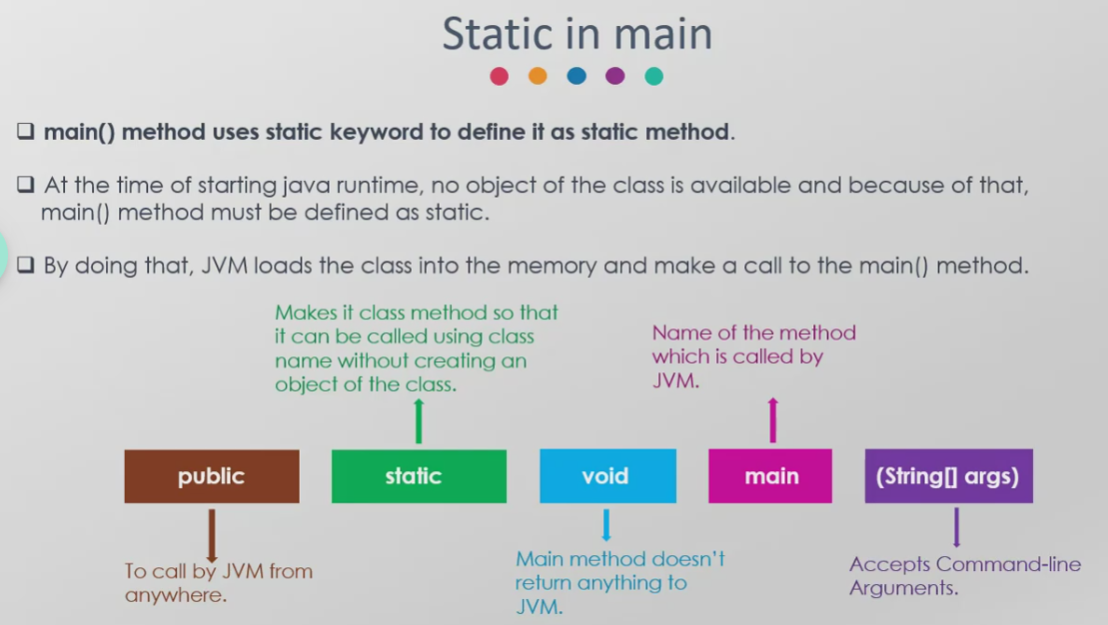 Static in main
❑ main() method uses static keyword to define it as static method.
❑ At the time of starting java runtime, no object of the class is available and because of that,
main() method must be defined as static.
❑ By doing that, JVM loads the class into the memory and make a call to the main() method.
Makes it class method so that
it can be called using class
name without creating an
object of the class.
Name of the method
which is called by
JVM.
public
static
void
main
(String[] args)
To call by JVM from
anywhere.
Main method doesn't
return anything to
JVM.
Accepts Command-line
Arguments.